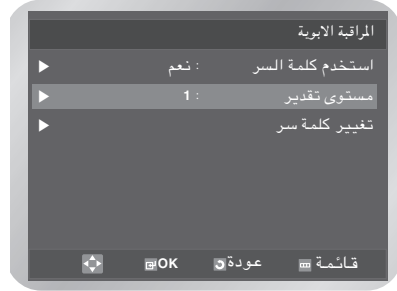 المراقبة الابوية
استخدم كلمة السر : نعم
مستوى تقدير : 1
تغيير كلمة سر
قائمة عودة OK